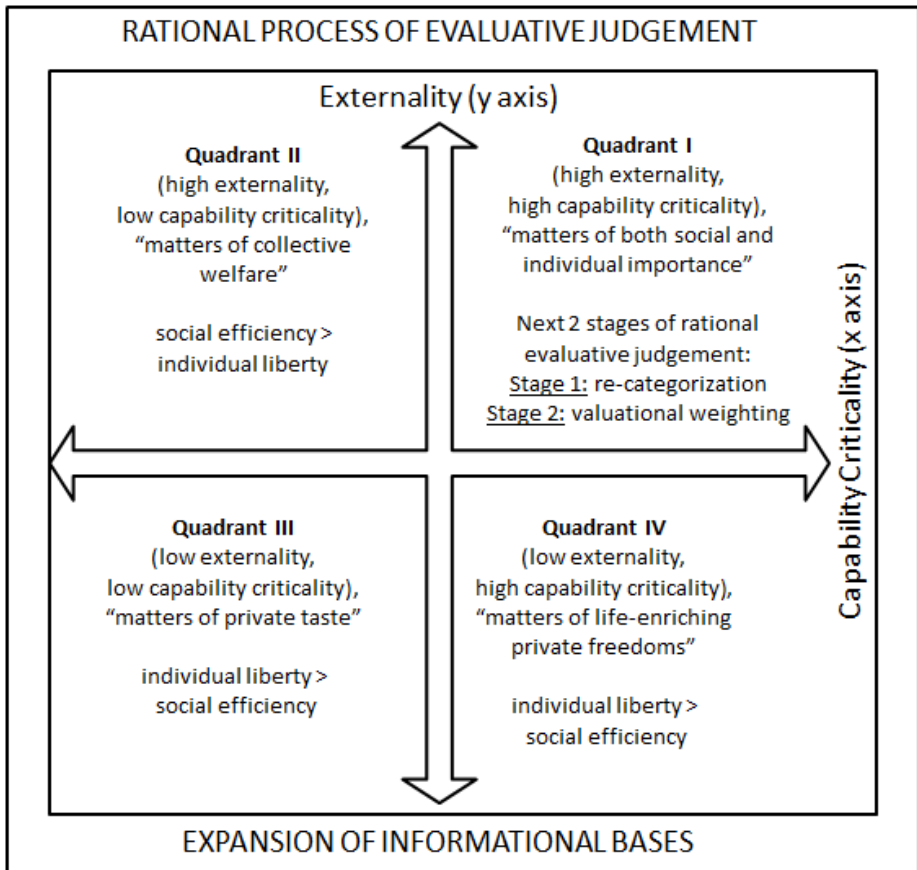 RATIONAL PROCESS OF EVALUATIVE JUDGEMENT
Externality (y axis)
Quadrant II
(high externality,
low capability criticality),
“matters of collective
welfare”
social efficiency >
individual liberty
Quadrant I
(high externality,
high capability criticality),
“matters of both social and
individual importance”
Next 2 stages of rational
evaluative judgement:
Stage 1: re-categorization
Stage 2: valuational weighting
Capability Criticality (x axis)
Quadrant III
(low externality,
low capability criticality),
“matters of private taste”
individual liberty >
social efficiency
Quadrant IV
(low externality,
high capability criticality),
“matters of life-enriching
private freedoms”
individual liberty >
social efficiency
EXPANSION OF INFORMATIONAL BASES